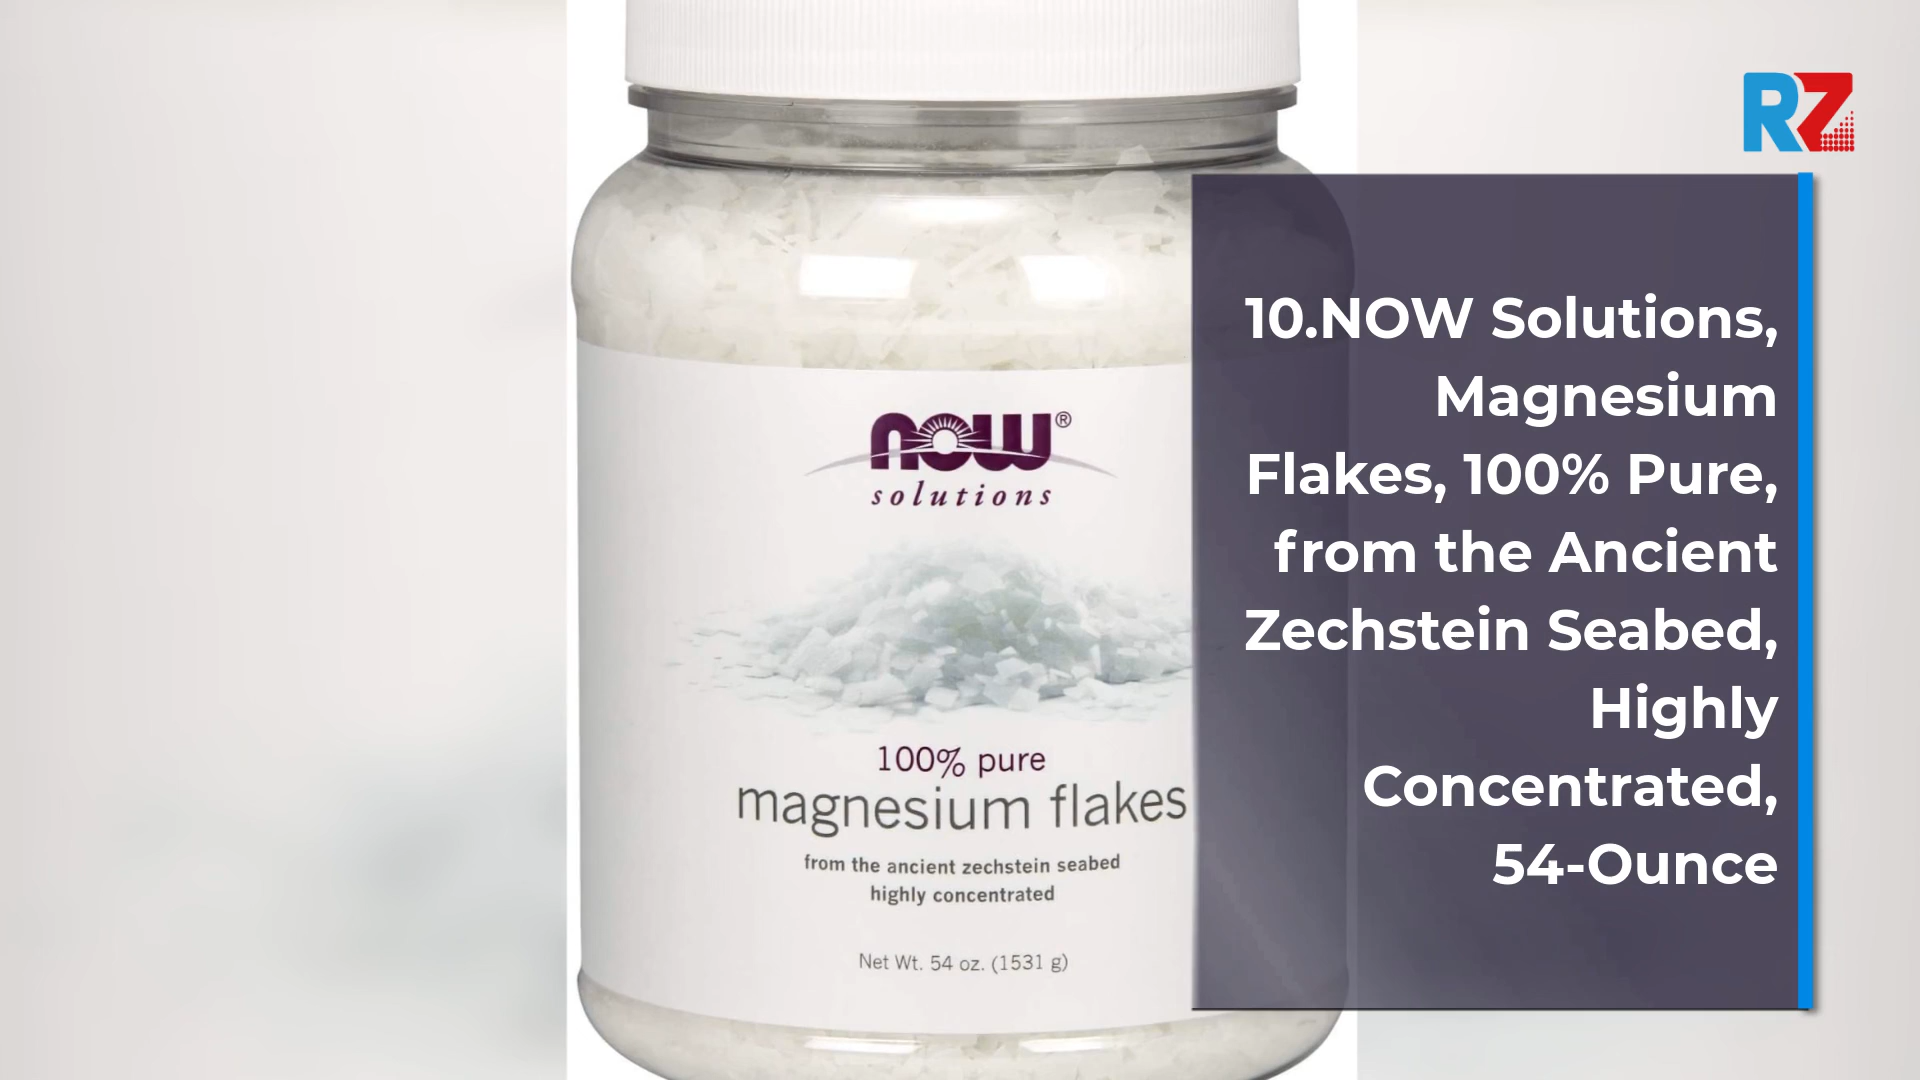 RZ
now®
solutions
100% pure
magnesium flakes
from the ancient zechstein seabed
highly concentrated
Net Wt. 54 oz. (1531 g)
10.NOW Solutions,
Magnesium
Flakes, 100% Pure,
from the Ancient
Zechstein Seabed,
Highly
Concentrated,
54-Ounce